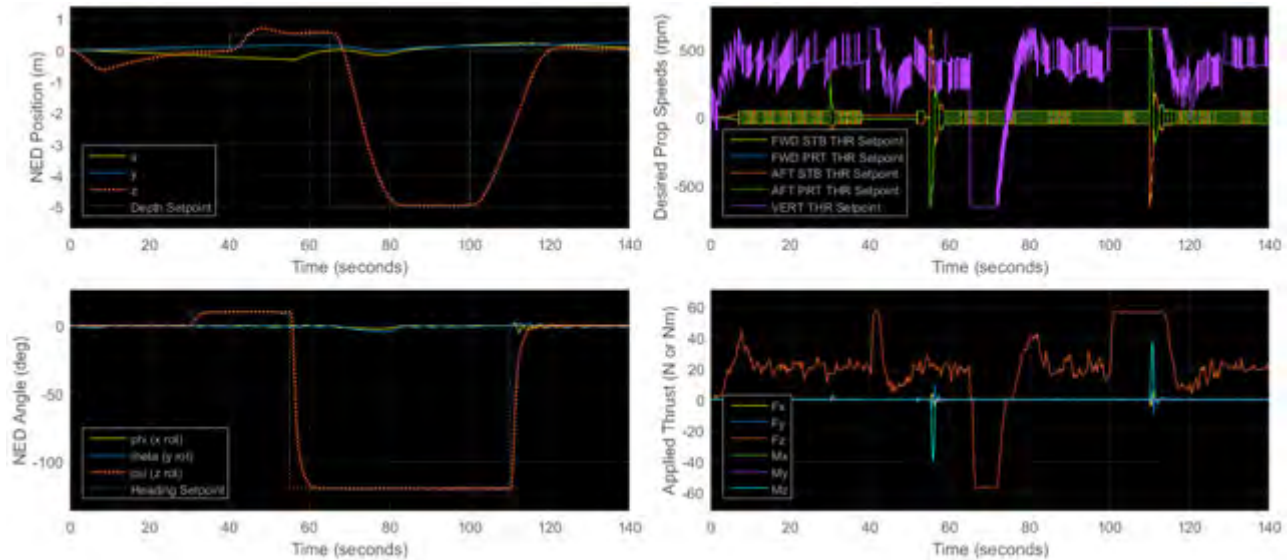 NED Position (m)
1
0
-1
-2
-3
-4
-5
y
z
Depth Setpoint
0 20 40 60 80 100 120 140
Time (seconds)
Desired Prop Speeds (rpm)
500
0
-500
FWD STB THR Setpoint
FWD PRT THR Setpoint
AFT STB THR Setpoint
AFT PRT THR Setpoint
VERT THR Setpoint
0 20 40 60 80 100 120 140
Time (seconds)
NED Angle (deg)
0
-50
-100
phi (x rot)
theta (y rot)
psi (z rot)
Heading Setpoint
0 20 40 60 80 100 120 140
Time (seconds)
Applied Thrust (N or Nm)
60
40
20
0
-20
-40
-60
Fx
Fy
Fz
Mx
My
Mz
0 20 40 60 80 100 120 140
Time (seconds)